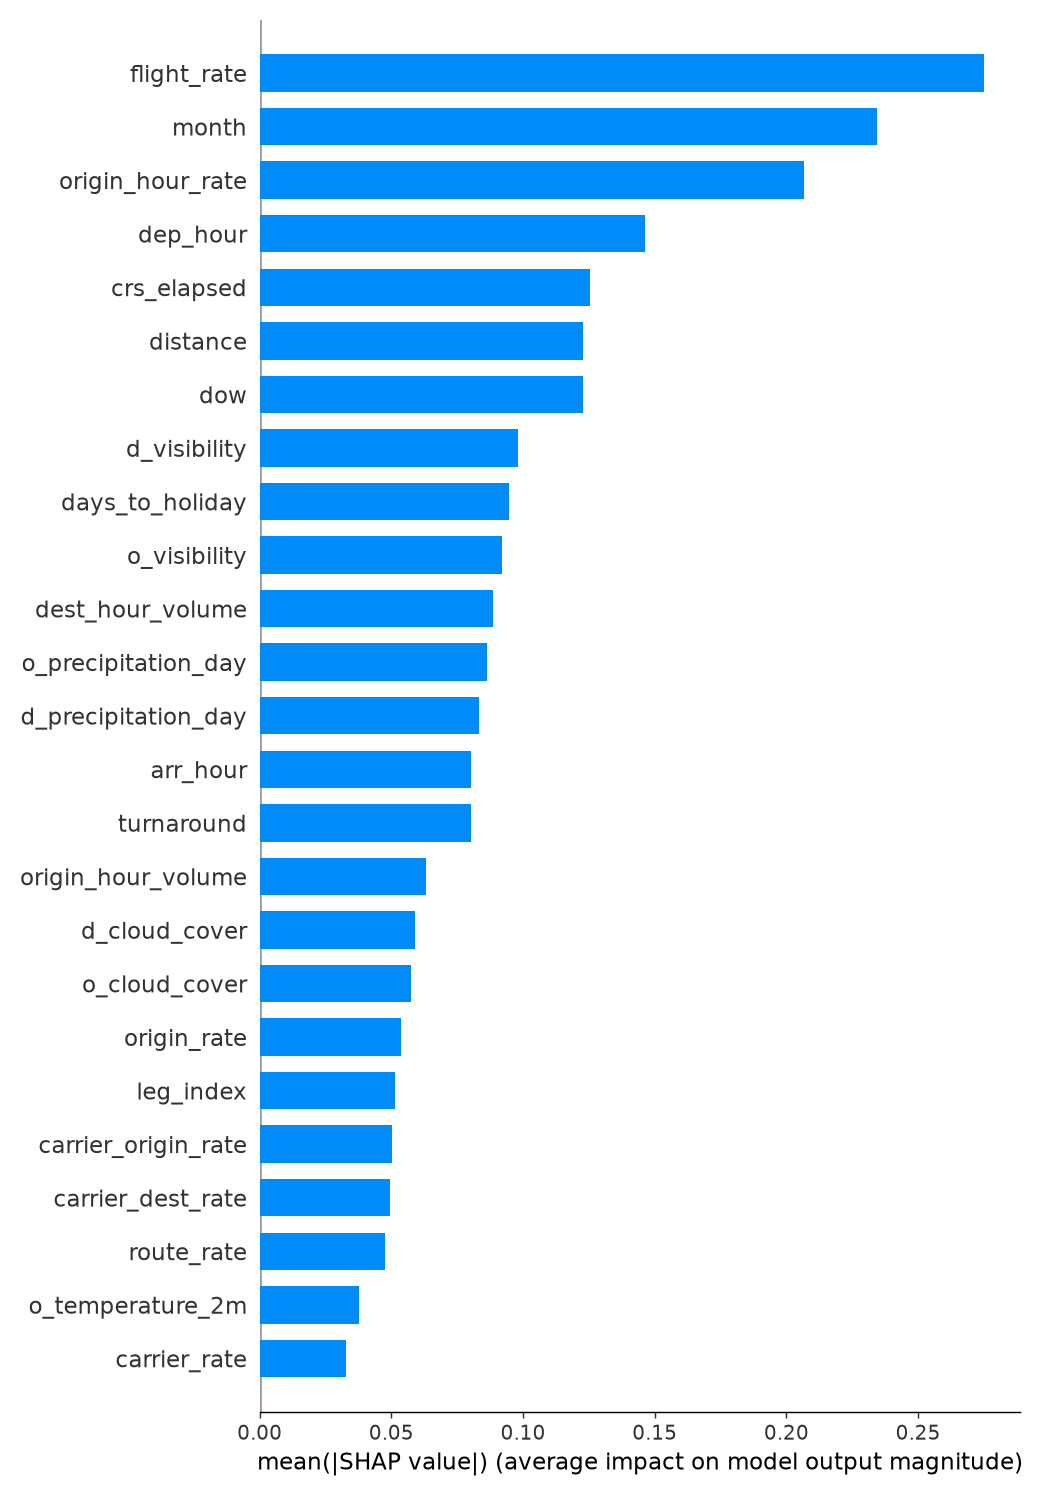 flight_rate
month
origin_hour_rate
dep_hour
crs_elapsed
distance
dow
d_visibility
days_to_holiday
o_visibility
dest_hour_volume
o_precipitation_day
d_precipitation_day
arr_hour
turnaround
origin_hour_volume
d_cloud_cover
o_cloud_cover
origin_rate
leg_index
carrier_origin_rate
carrier_dest_rate
route_rate
o_temperature_2m
carrier_rate
0.00 0.05 0.10 0.15 0.20 0.25
mean(|SHAP value|) (average impact on model output magnitude)